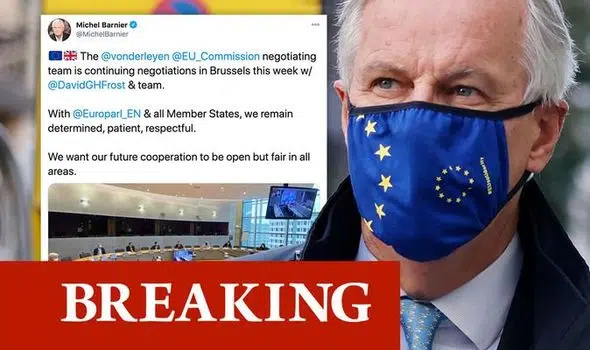 Michel Barnier
@MichelBarnier
🇪🇺🇬🇧 The @vonderleyen @EU_Commission negotiating
team is continuing negotiations in Brussels this week w/
@DavidGHFrost & team.
With @Europarl_EN & all Member States, we remain
determined, patient, respectful.
We want our future cooperation to be open but fair in all
areas.
#EUsolidarity
BREAKING